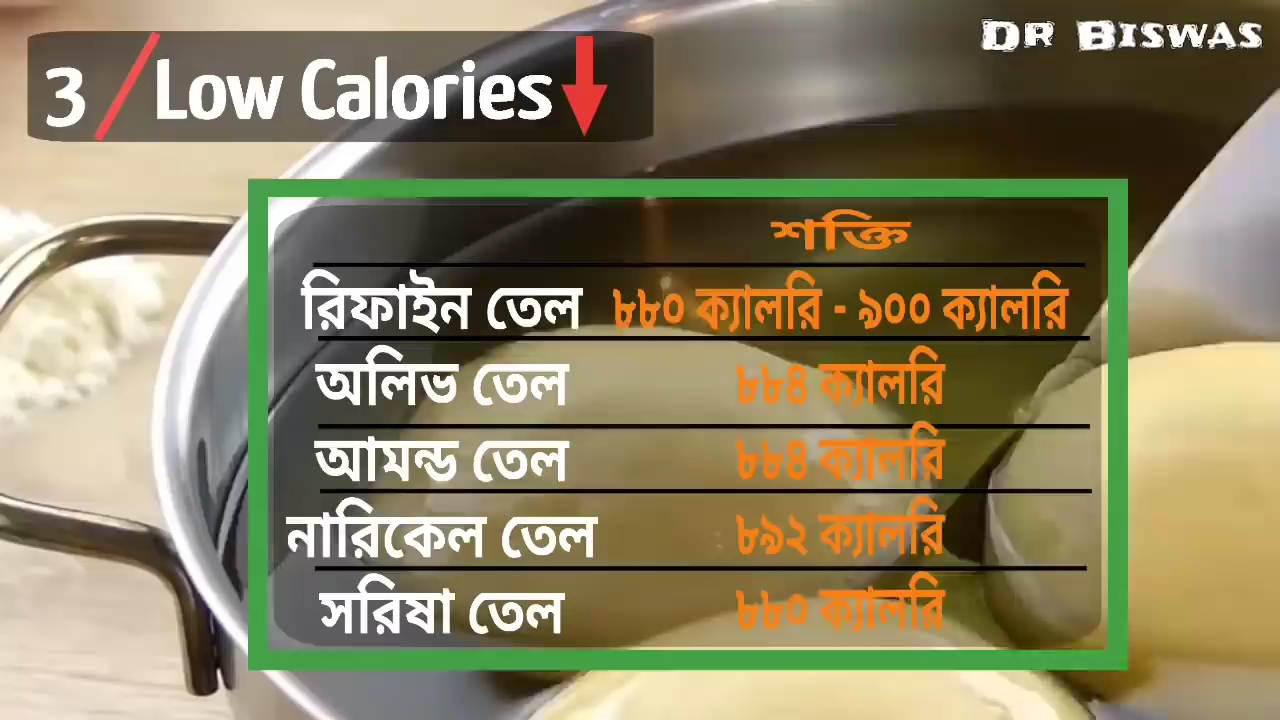 DR BISWAS
3/Low Calories
শক্তি
রিফাইন তেল ৮৮০ ক্যালরি - ৯০০ ক্যালরি
অলিভ তেল ৮৮৪ ক্যালরি
আমন্ড তেল ৮৮৪ ক্যালরি
নারিকেল তেল ৮৯২ ক্যালরি
সরিষা তেল ৮৮০ ক্যালরি